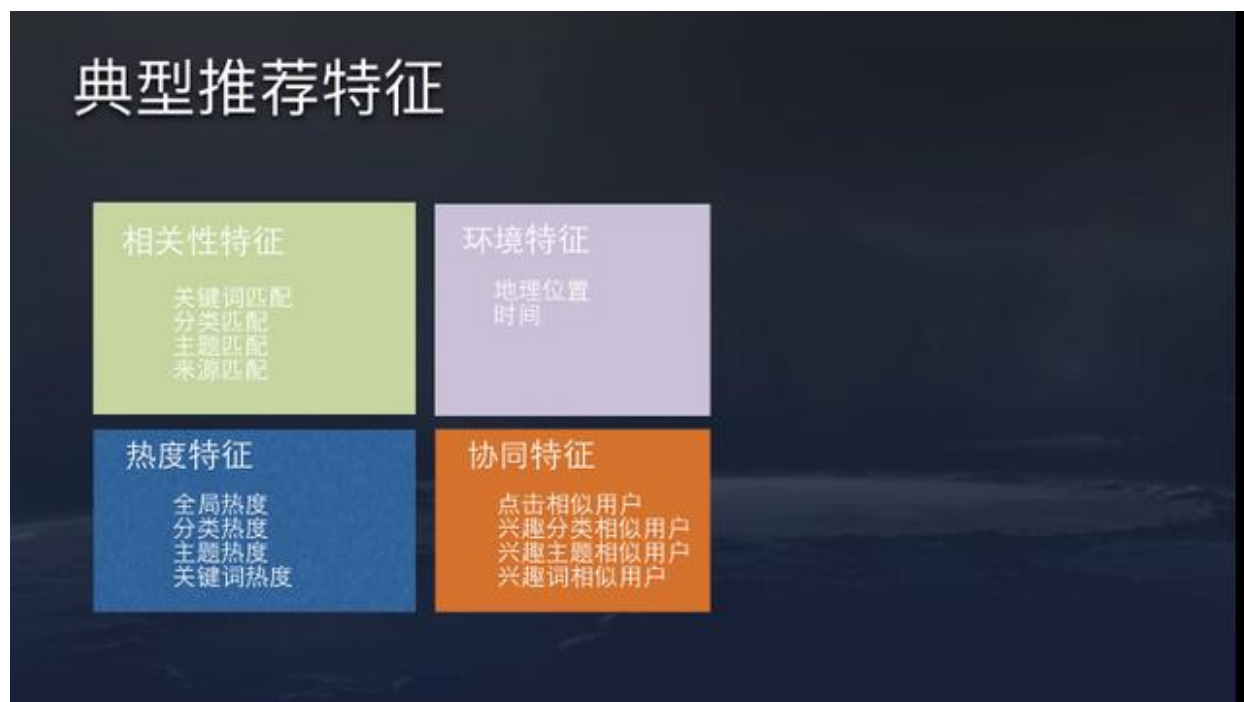 典型推荐特征
相关性特征
关键词匹配
分类匹配
主题匹配
来源匹配
环境特征
地理位置
时间
热度特征
全局热度
分类热度
主题热度
关键词热度
协同特征
点击相似用户
兴趣分类相似用户
兴趣主题相似用户
兴趣词相似用户